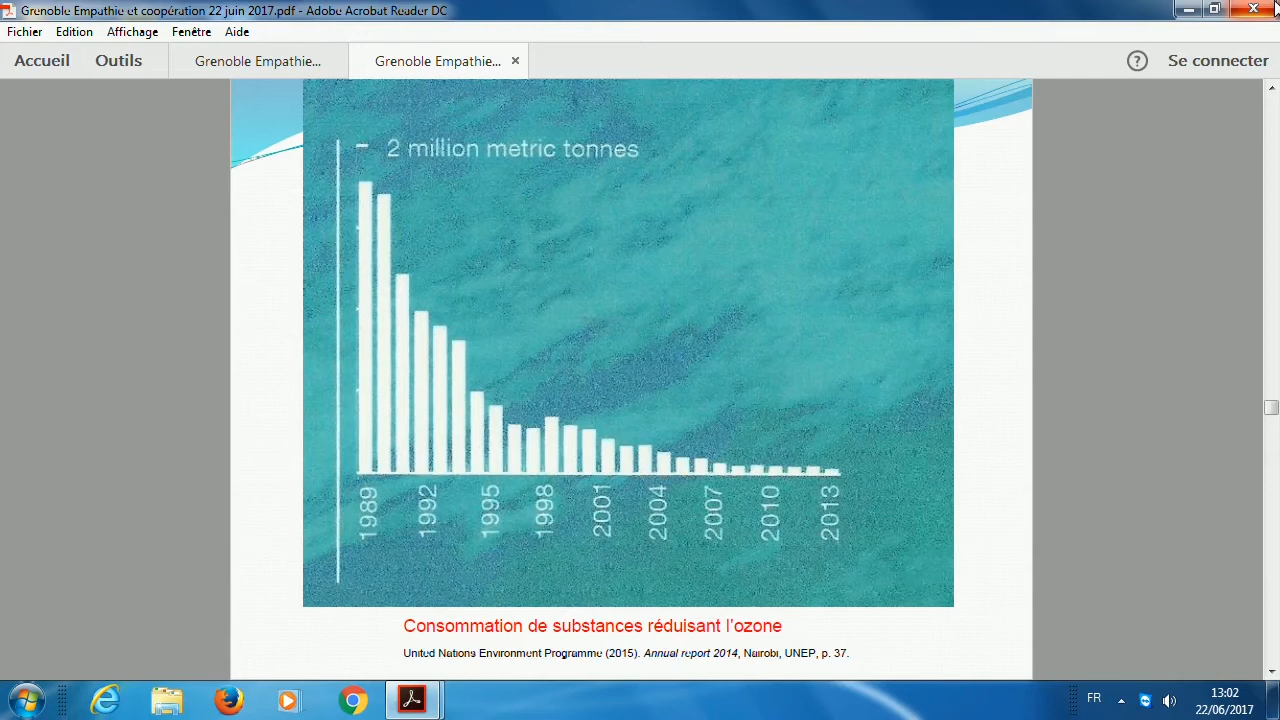 Grenoble Empathie et coopération 22 juin 2017.pdf - Adobe Acrobat Reader DC
Fichier Edition Affichage Fenêtre Aide
Accueil Outils Grenoble Empathie... Grenoble Empathie... × ? Se connecter
2 million metric tonnes
1989 1992 1995 1998 2001 2004 2007 2010 2013
Consommation de substances réduisant l'ozone
United Nations Environment Programme (2015). Annual report 2014, Nairobi, UNEP, p. 37.
FR 13:02
22/06/2017